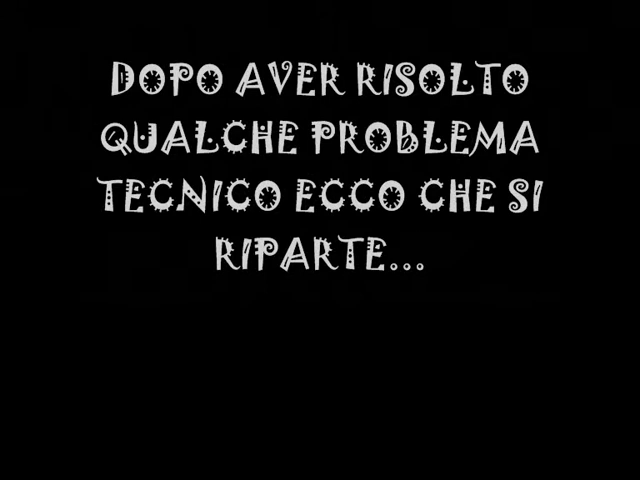 DOPO AVER RISOLTO
QUALCHE PROBLEMA
TECNICO ECCO CHE SI
RIPARTE...